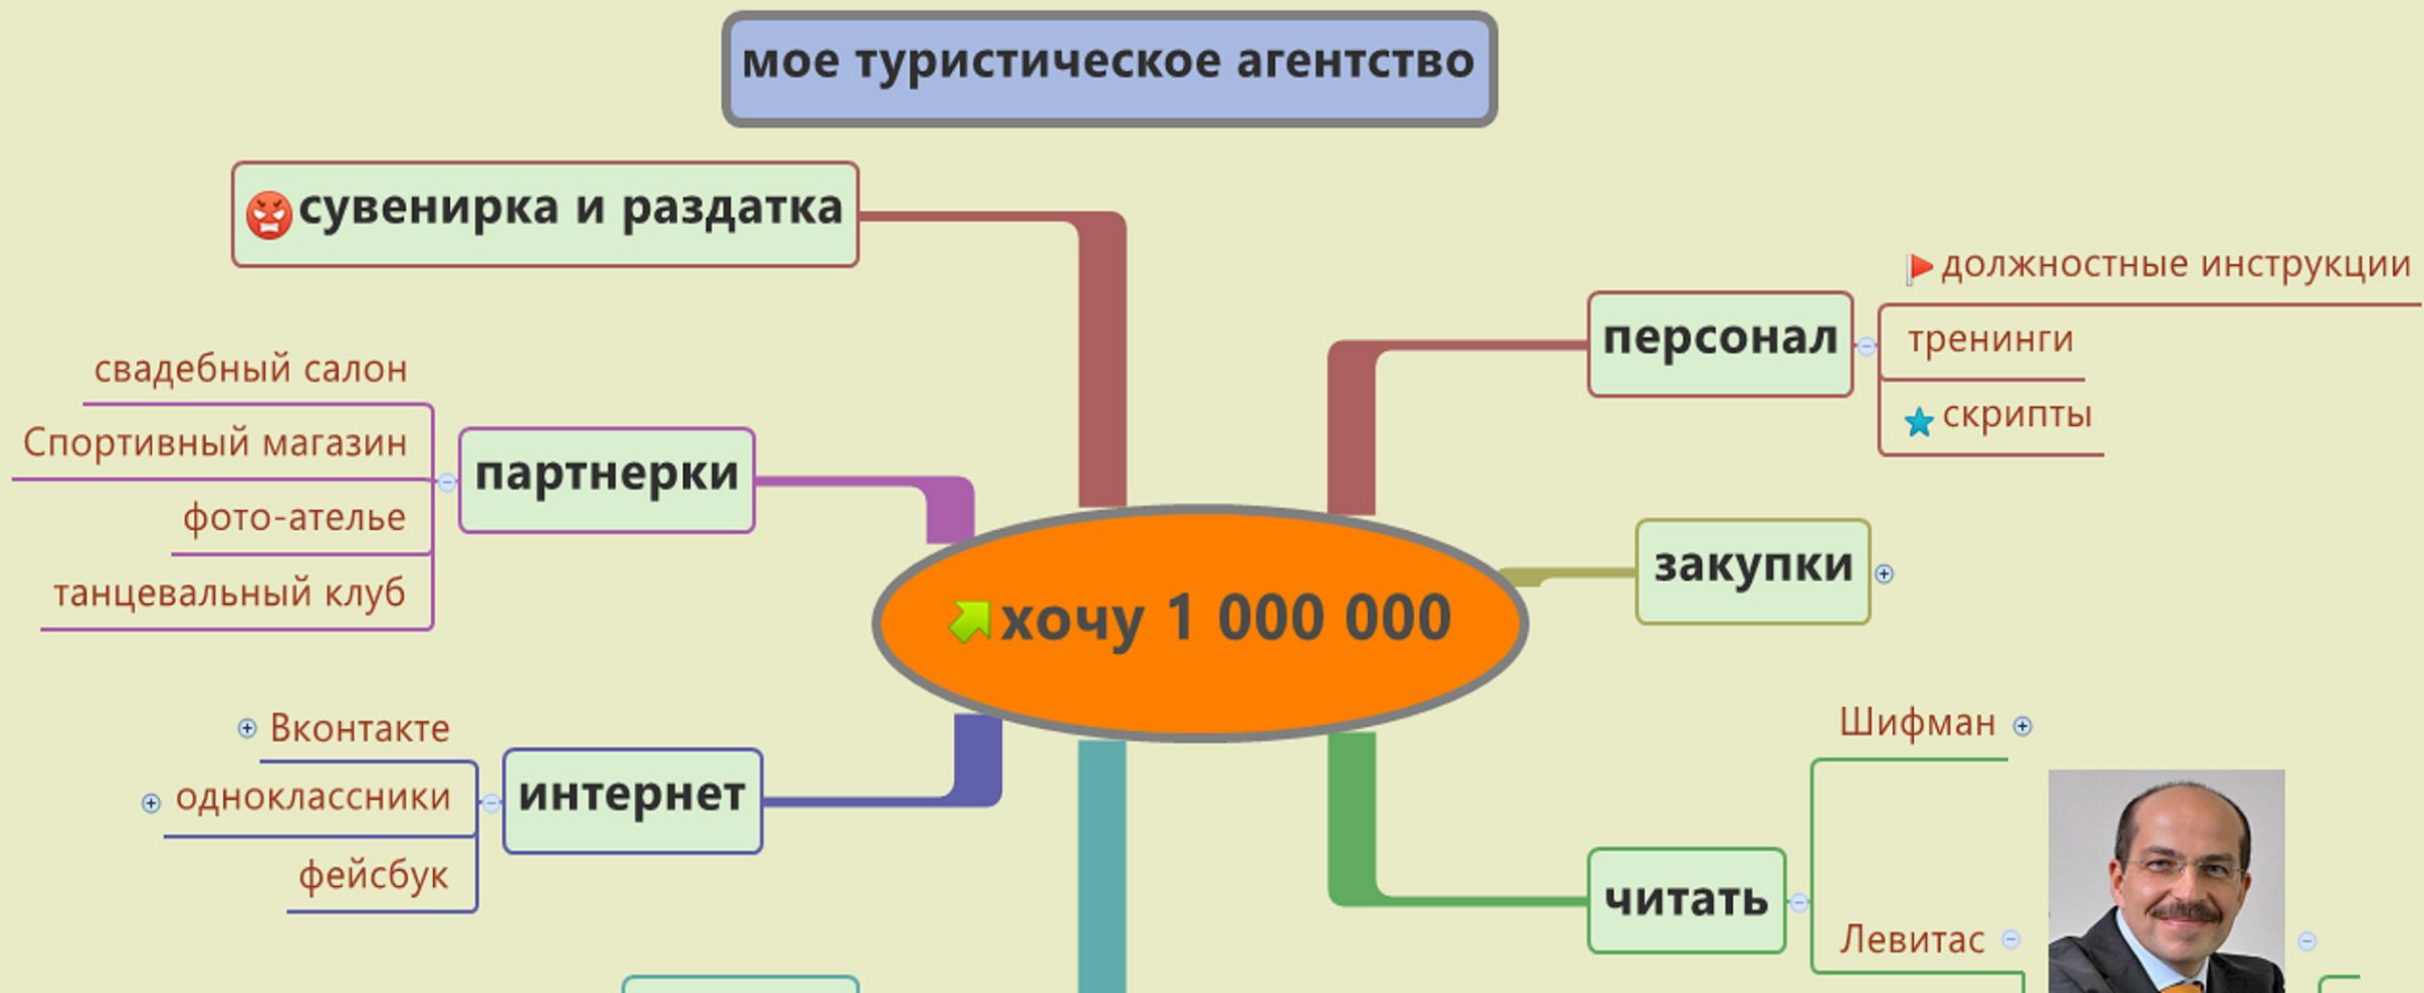 мое туристическое агентство
сувенирка и раздатка
партнерки
свадебный салон
Спортивный магазин
фото-ателье
танцевальный клуб
интернет
Вконтакте
одноклассники
фейсбук
хочу 1 000 000
персонал
должностные инструкции
тренинги
скрипты
закупки
читать
Шифман
Левитас